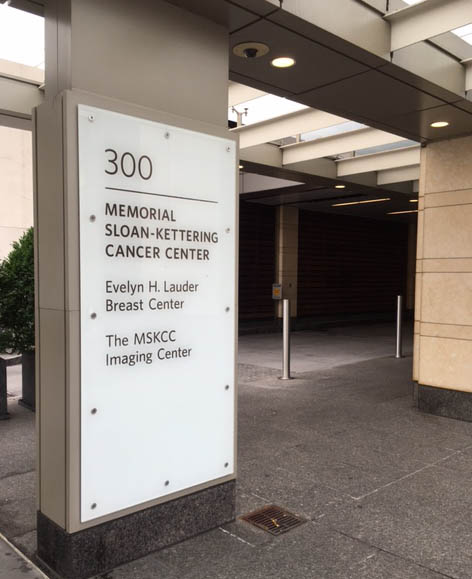 300
MEMORIAL
SLOAN-KETTERING
CANCER CENTER
Evelyn H. Lauder
Breast Center
The MSKCC
Imaging Center